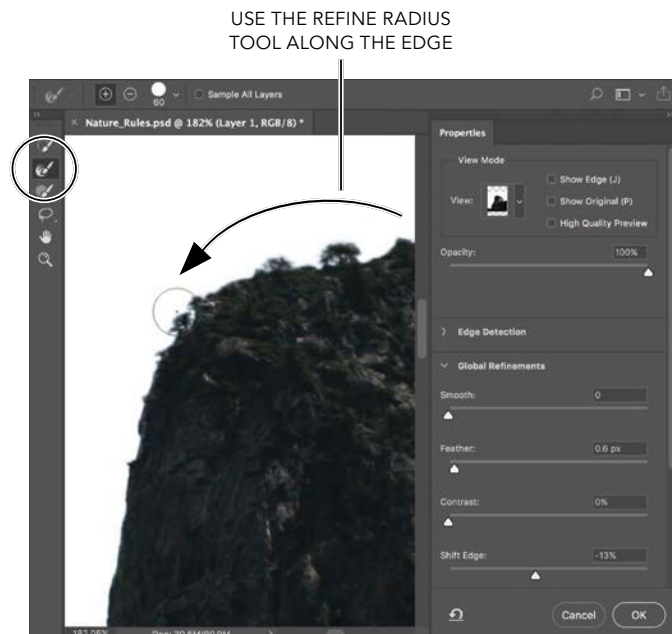 USE THE REFINE RADIUS
TOOL ALONG THE EDGE
60
Sample All Layers
× Nature_Rules.psd @ 182% (Layer 1, RGB/8) *
Properties
View Mode
View:
Show Edge (J)
Show Original (P)
High Quality Preview
Opacity:
100%
Edge Detection
Global Refinements
Smooth:
0
Feather:
0.6 px
Contrast:
0%
Shift Edge:
-13%
Cancel
OK